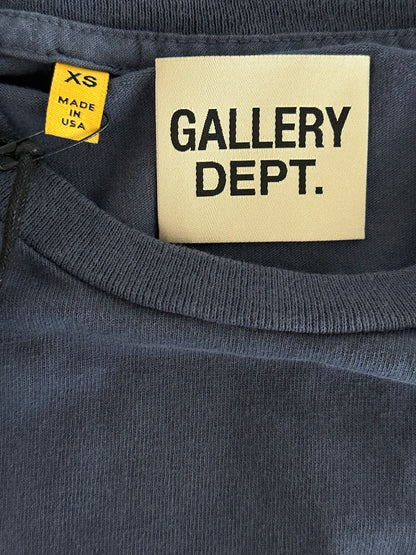 XS
MADE
IN
USA
GALLERY
DEPT.